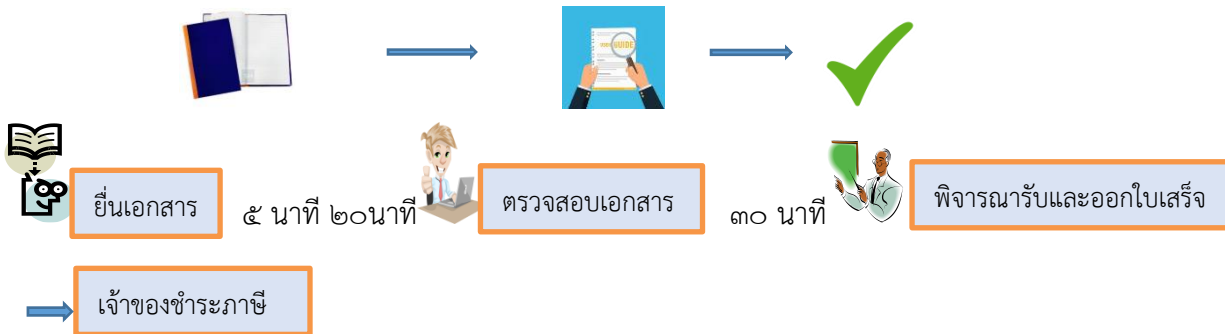 USER GUIDE
ยื่นเอกสาร ๕ นาที ๒๐นาที ตรวจสอบเอกสาร ๓๐ นาที พิจารณารับและออกใบเสร็จ
เจ้าของชำระภาษี